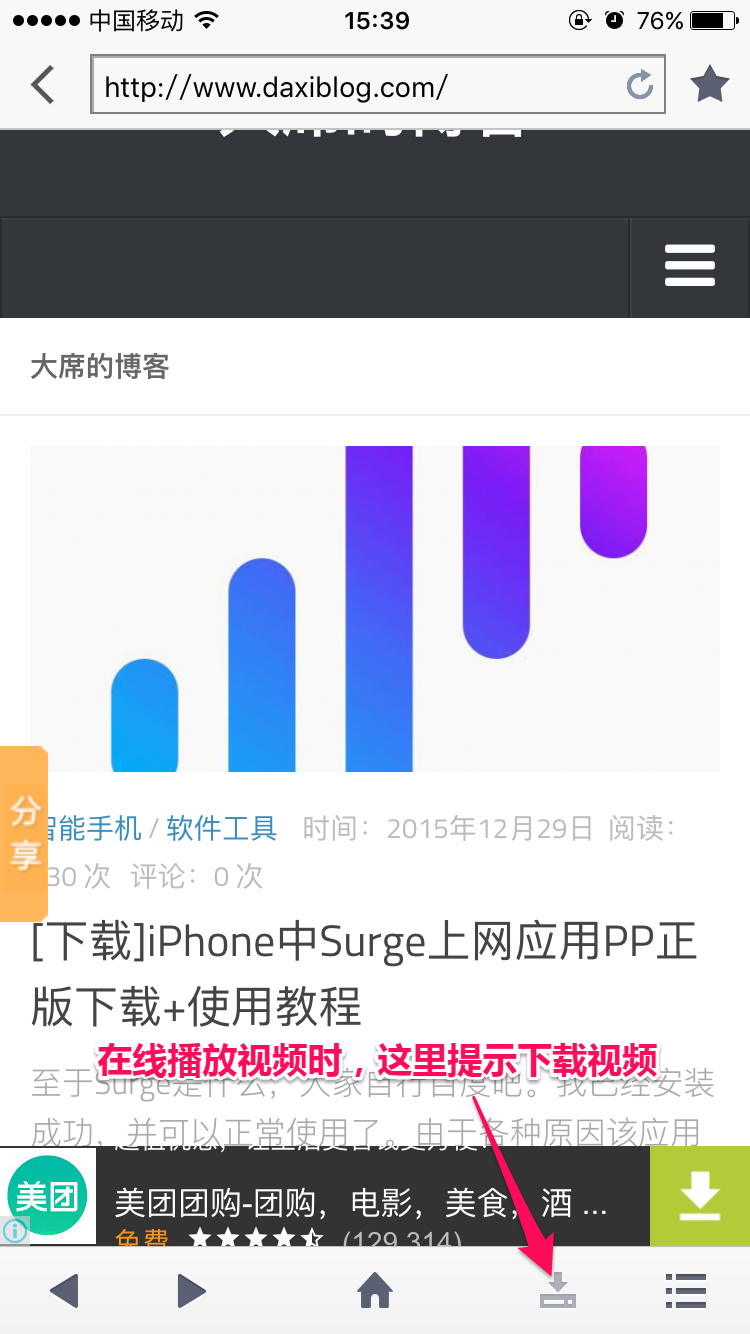 中国移动 15:39 76%
http://www.daxiblog.com/
大席的博客
分享
智能手机 / 软件工具 时间：2015年12月29日 阅读：
30 次 评论：0 次
[下载]iPhone中Surge上网应用PP正
版下载+使用教程
在线播放视频时，这里提示下载视频
至于Surge是什么，大家自行百度吧。我已经安装
成功，并可以正常使用了。由于各种原因该应用
美团
美团团购-团购，电影，美食，酒 ...
免费 (129,314)